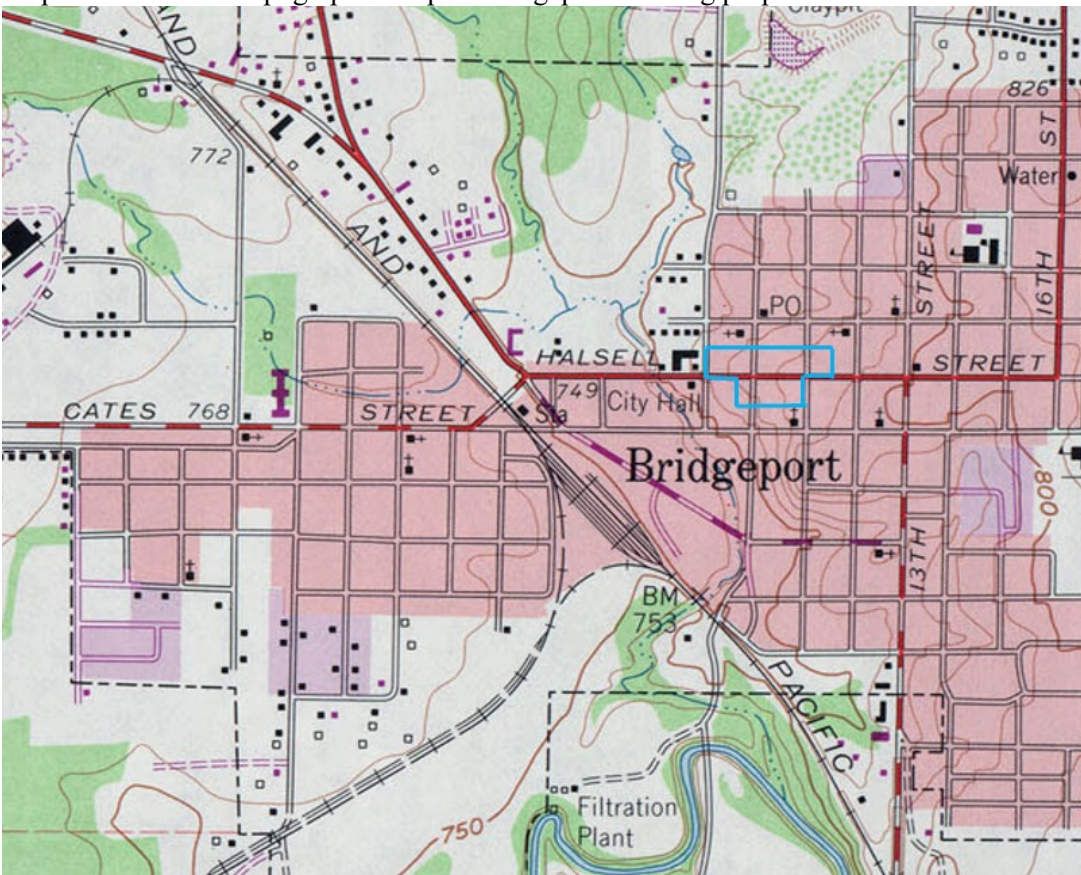 Claypit
AND
826
ST
772
Water
AND
STREET
16TH
PO
HALSELL
STREET
749
City Hall
CATES 768
STREET
Sta
Bridgeport
800
13TH
BM
753
PACIFIC
Filtration
Plant
750